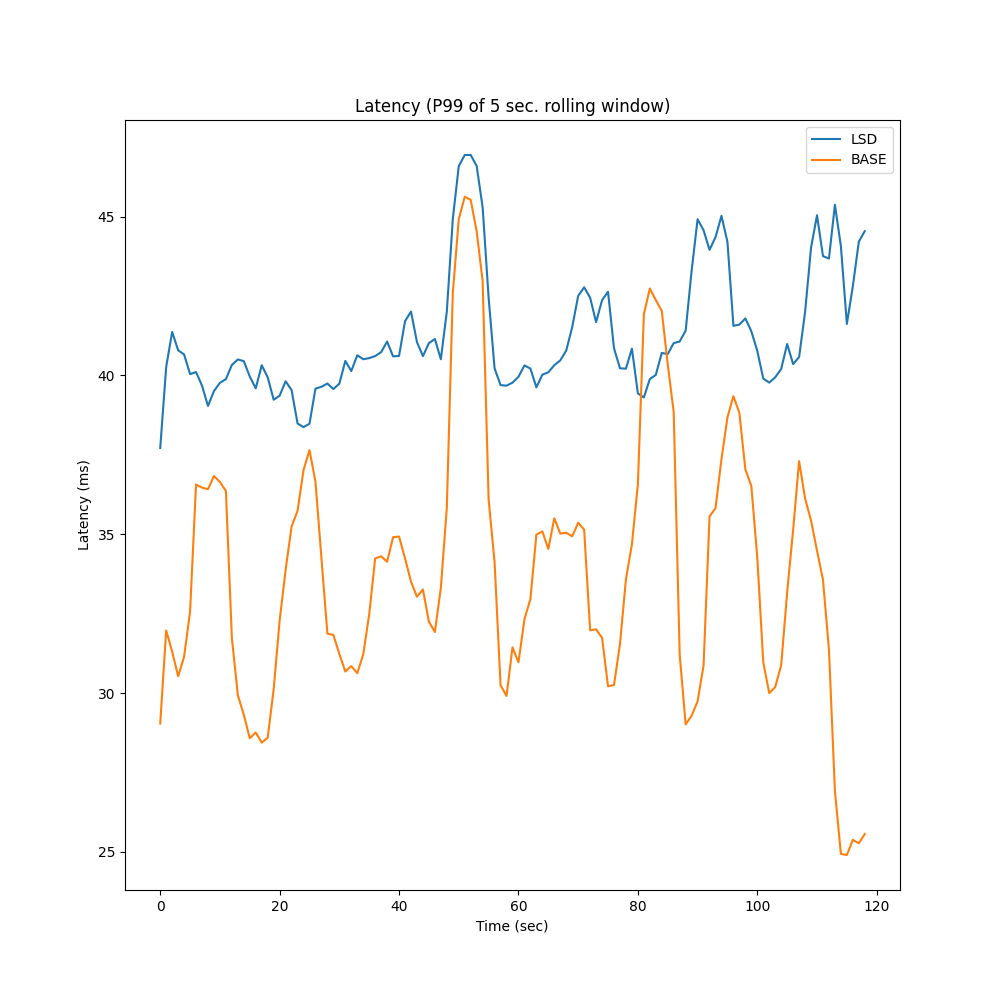 Latency (P99 of 5 sec. rolling window)
LSD
BASE
45
40
35
30
25
Latency (ms)
0 20 40 60 80 100 120
Time (sec)